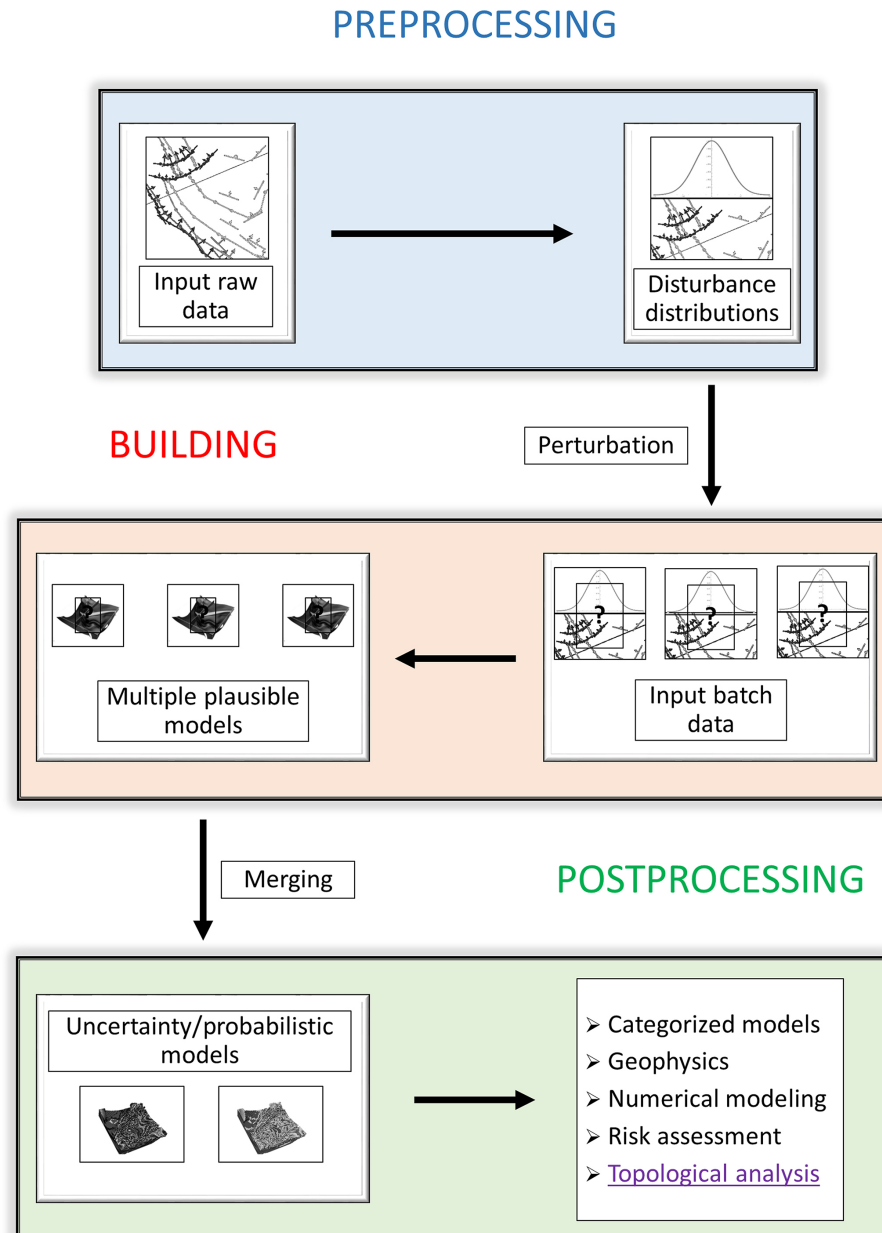 PREPROCESSING
Input raw
data
Disturbance
distributions
BUILDING
Perturbation
? ? ?
? ? ?
Multiple plausible
models
Input batch
data
Merging
POSTPROCESSING
Uncertainty/probabilistic
models
➢ Categorized models
➢ Geophysics
➢ Numerical modeling
➢ Risk assessment
➢ Topological analysis